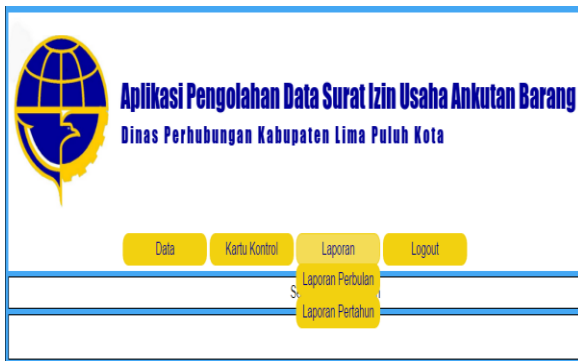 Aplikasi Pengolahan Data Surat Izin Usaha Ankutan Barang
Dinas Perhubungan Kabupaten Lima Puluh Kota
Data Kartu Kontrol Laporan Logout
Laporan Perbulan
Laporan Pertahun